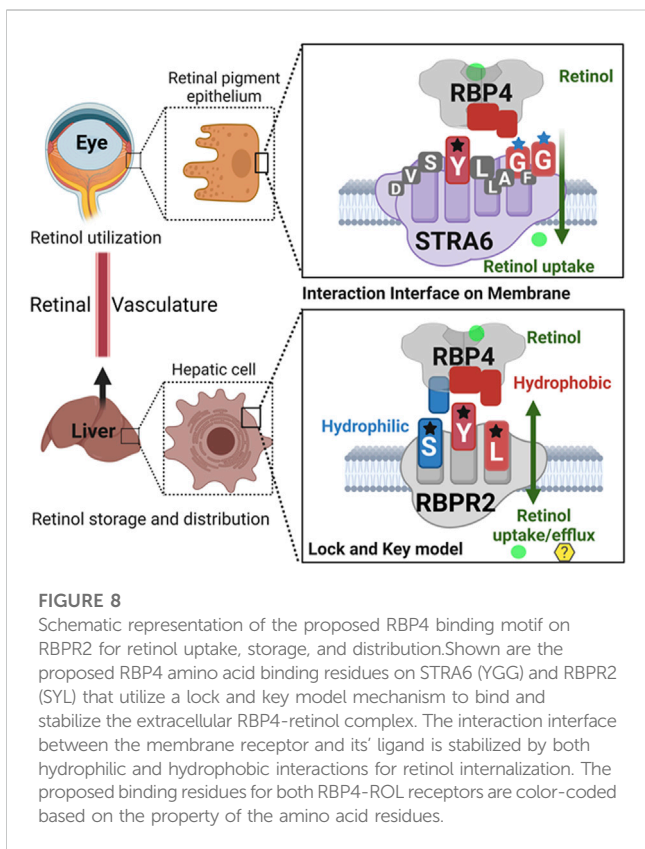 Retinal pigment
epithelium
Eye
Retinol utilization
RBP4
Retinol
D V S Y L L A G F G
STRA6
Retinol uptake
Interaction Interface on Membrane
Retinal Vasculature
Hepatic cell
Liver
Retinol storage and distribution
Retinol
RBP4
Hydrophobic
Hydrophilic
S Y L
RBPR2
Retinol
uptake/efflux
?
Lock and Key model
FIGURE 8
Schematic representation of the proposed RBP4 binding motif on
RBPR2 for retinol uptake, storage, and distribution.Shown are the
proposed RBP4 amino acid binding residues on STRA6 (YGG) and RBPR2
(SYL) that utilize a lock and key model mechanism to bind and
stabilize the extracellular RBP4-retinol complex. The interaction interface
between the membrane receptor and its' ligand is stabilized by both
hydrophilic and hydrophobic interactions for retinol internalization. The
proposed binding residues for both RBP4-ROL receptors are color-coded
based on the property of the amino acid residues.